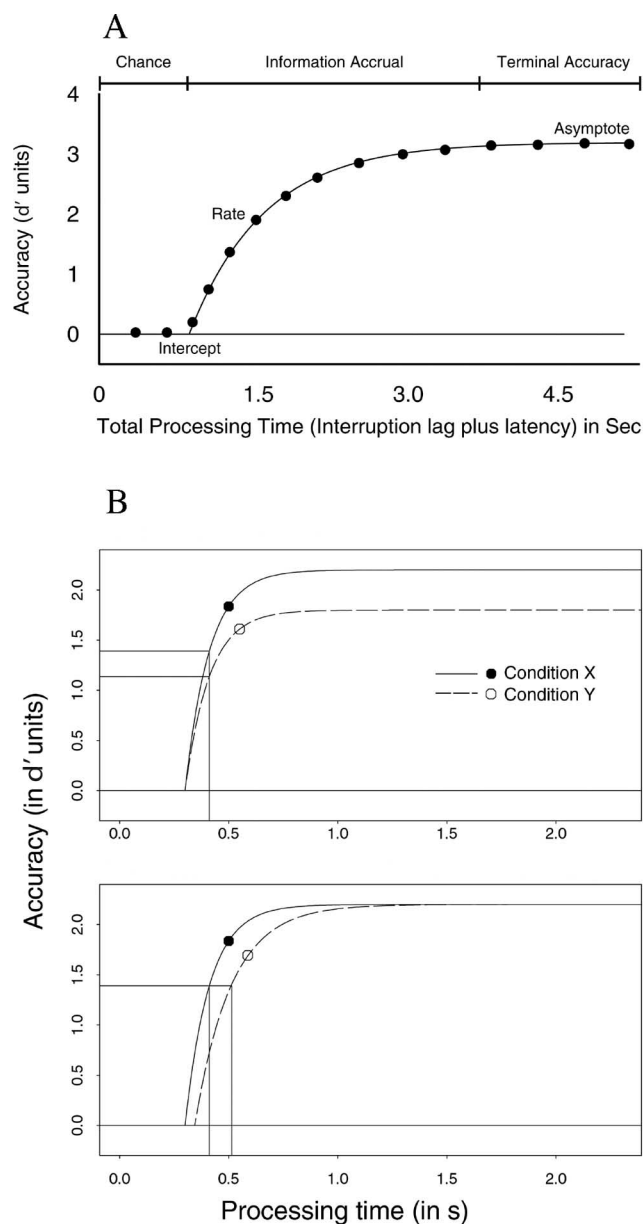 A
Chance Information Accrual Terminal Accuracy
4
Asymptote
3
Rate
2
1
0
Intercept
Accuracy (d′ units)
0 1.5 3.0 4.5
Total Processing Time (Interruption lag plus latency) in Sec
B
2.0
1.5
1.0
0.5
0.0
Condition X
Condition Y
0.0 0.5 1.0 1.5 2.0
Accuracy (in d′ units)
2.0
1.5
1.0
0.5
0.0
0.0 0.5 1.0 1.5 2.0
Processing time (in s)